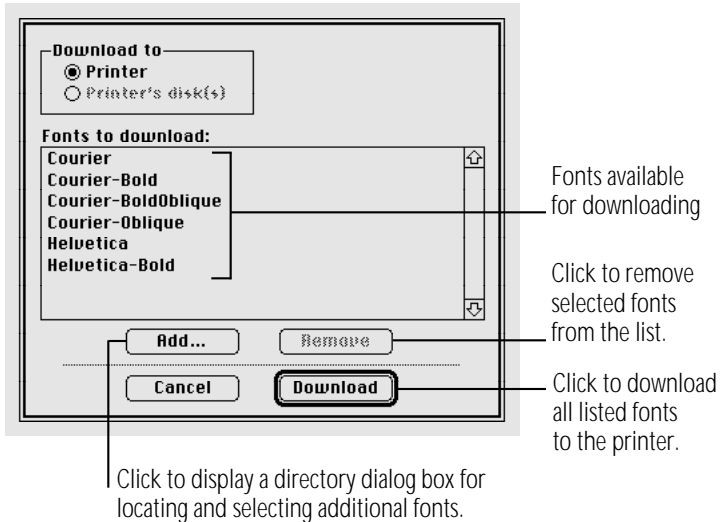 Download to
Printer
Printer's disk(s)
Fonts to download:
Courier
Courier-Bold
Courier-BoldOblique
Courier-Oblique
Helvetica
Helvetica-Bold
Fonts available
for downloading
Click to remove
selected fonts
from the list.
Add...
Remove
Cancel
Download
Click to download
all listed fonts
to the printer.
Click to display a directory dialog box for
locating and selecting additional fonts.